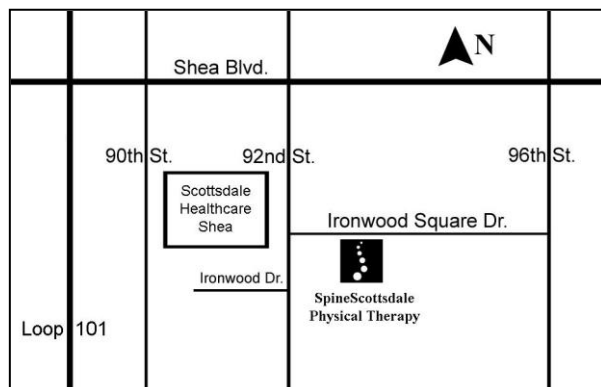 N
Shea Blvd.
90th St.
92nd St.
96th St.
Scottsdale
Healthcare
Shea
Ironwood Square Dr.
Ironwood Dr.
SpineScottsdale
Physical Therapy
Loop 101